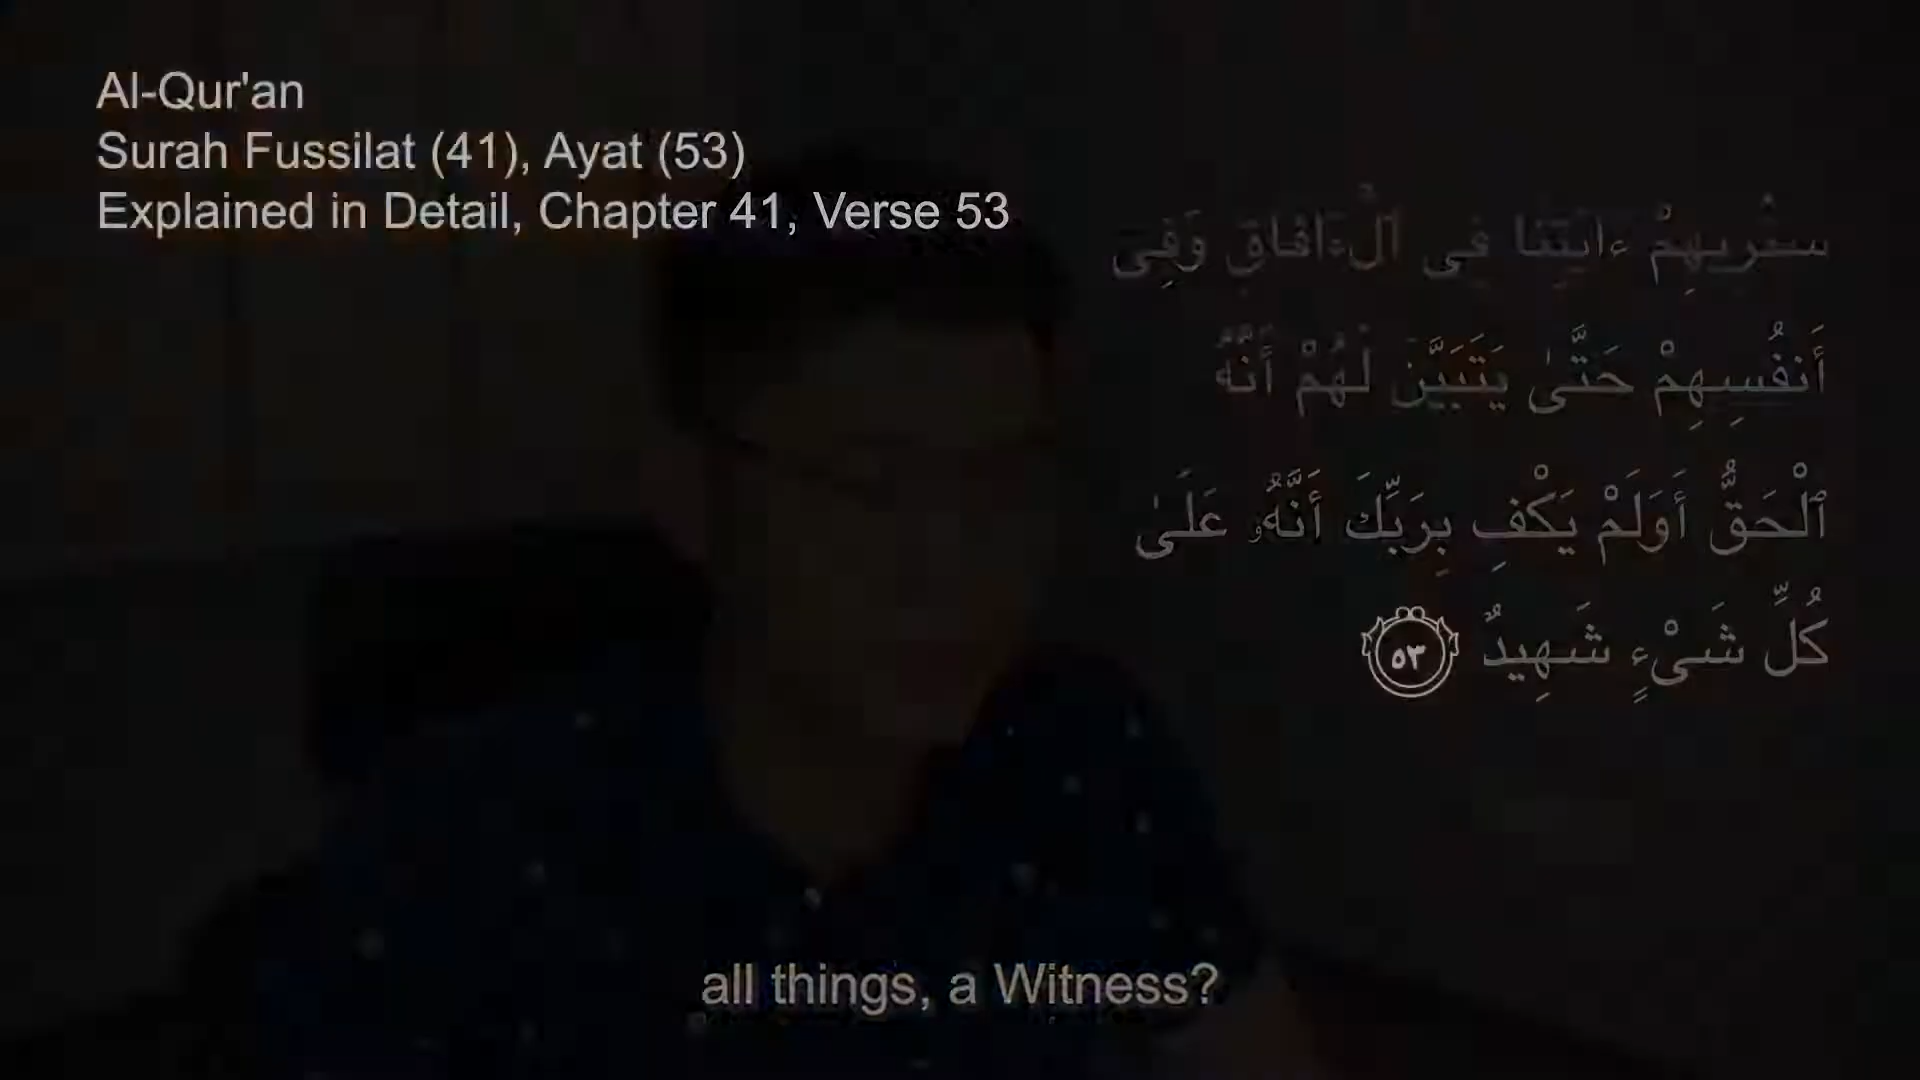 Al-Qur'an
Surah Fussilat (41), Ayat (53)
Explained in Detail, Chapter 41, Verse 53
سَنُرِيهِمْ ءَايَٰتِنَا فِى ٱلْءَافَاقِ وَفِىٓ
أَنفُسِهِمْ حَتَّىٰ يَتَبَيَّنَ لَهُمْ أَنَّهُ
ٱلْحَقُّ أَوَلَمْ يَكْفِ بِرَبِّكَ أَنَّهُۥ عَلَىٰ
كُلِّ شَىْءٍ شَهِيدٌ ٥٣
all things, a Witness?